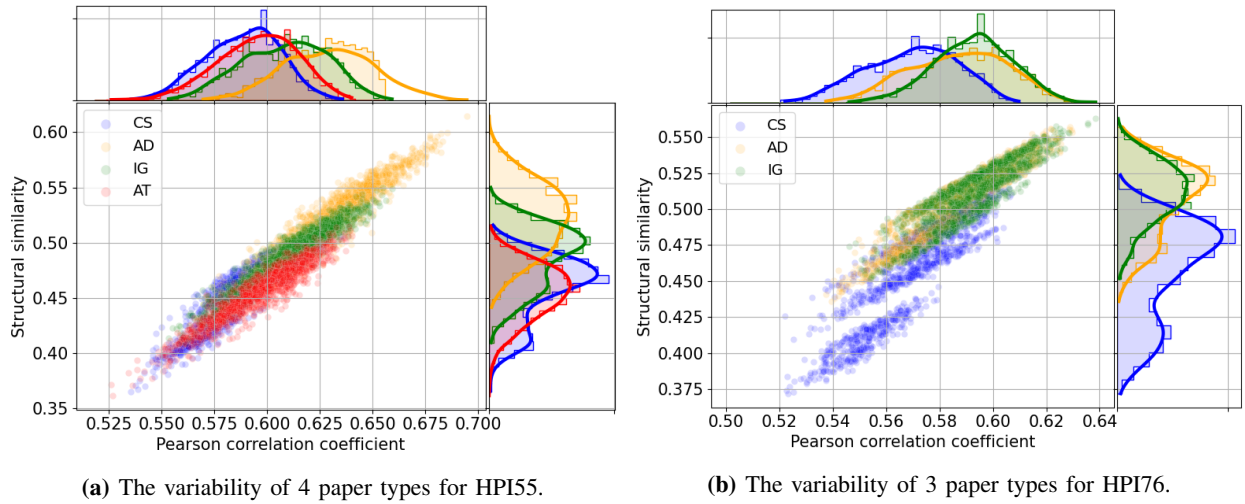 CS
AD
IG
AT
0.60
0.55
0.50
0.45
0.40
0.35
Structural similarity
0.525 0.550 0.575 0.600 0.625 0.650 0.675 0.700
Pearson correlation coefficient
(a) The variability of 4 paper types for HPI55.
CS
AD
IG
0.550
0.525
0.500
0.475
0.450
0.425
0.400
0.375
Structural similarity
0.50 0.52 0.54 0.56 0.58 0.60 0.62 0.64
Pearson correlation coefficient
(b) The variability of 3 paper types for HPI76.